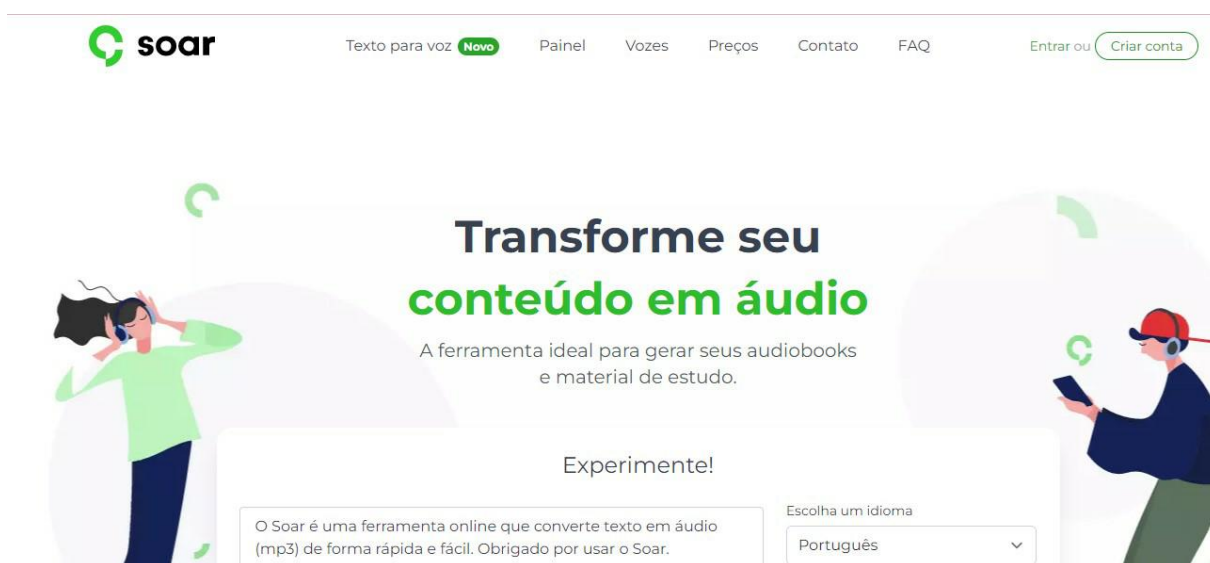 soar
Texto para voz Novo Painel Vozes Preços Contato FAQ Entrar ou Criar conta
Transforme seu
conteúdo em áudio
A ferramenta ideal para gerar seus audiobooks
e material de estudo.
Experimente!
O Soar é uma ferramenta online que converte texto em áudio
(mp3) de forma rápida e fácil. Obrigado por usar o Soar.
Escolha um idioma
Português